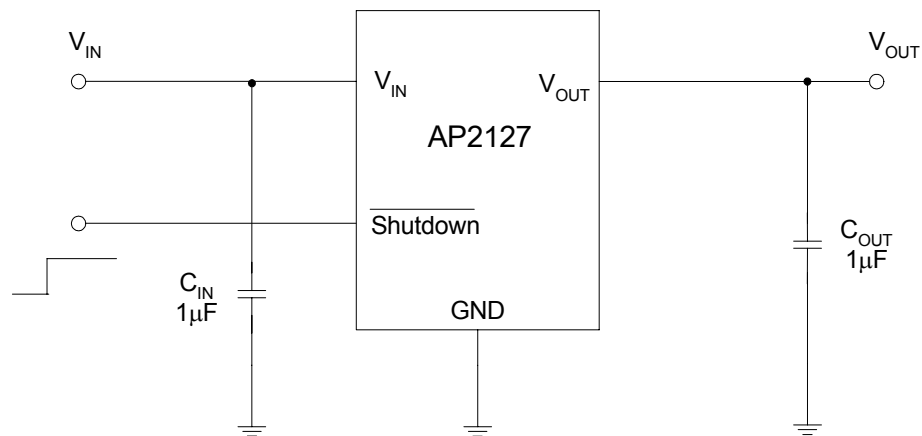 V_IN
V_OUT
V_IN
V_OUT
AP2127
Shutdown
C_IN
1μF
C_OUT
1μF
GND